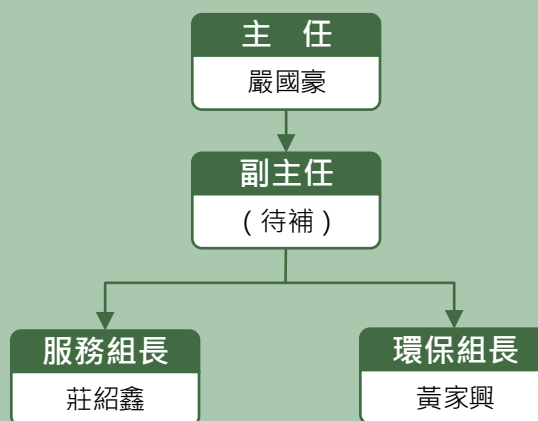 主　任
嚴國豪
副主任
（待補）
服務組長
環保組長
莊紹鑫
黃家興